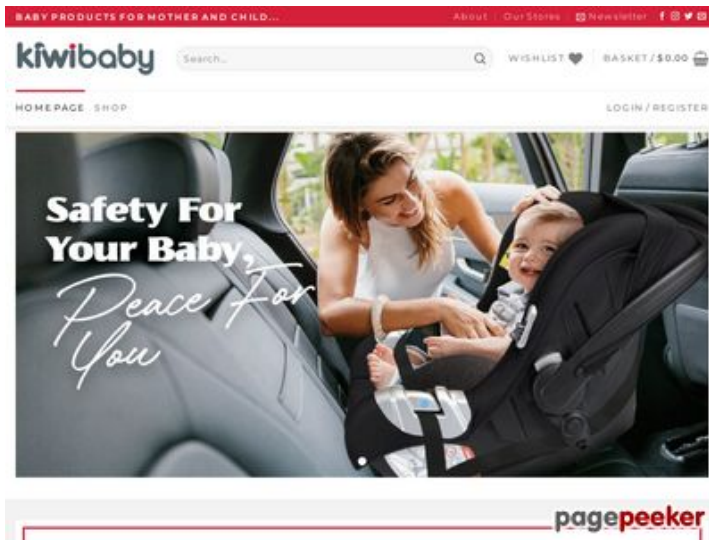 BABY PRODUCTS FOR MOTHER AND CHILD...
About Our Stores Newsletter
kiwibaby
Search...
WISHLIST BASKET / $0.00
HOMEPAGE SHOP
LOGIN / REGISTER
Safety For
Your Baby,
Peace For
You
pagepeeker